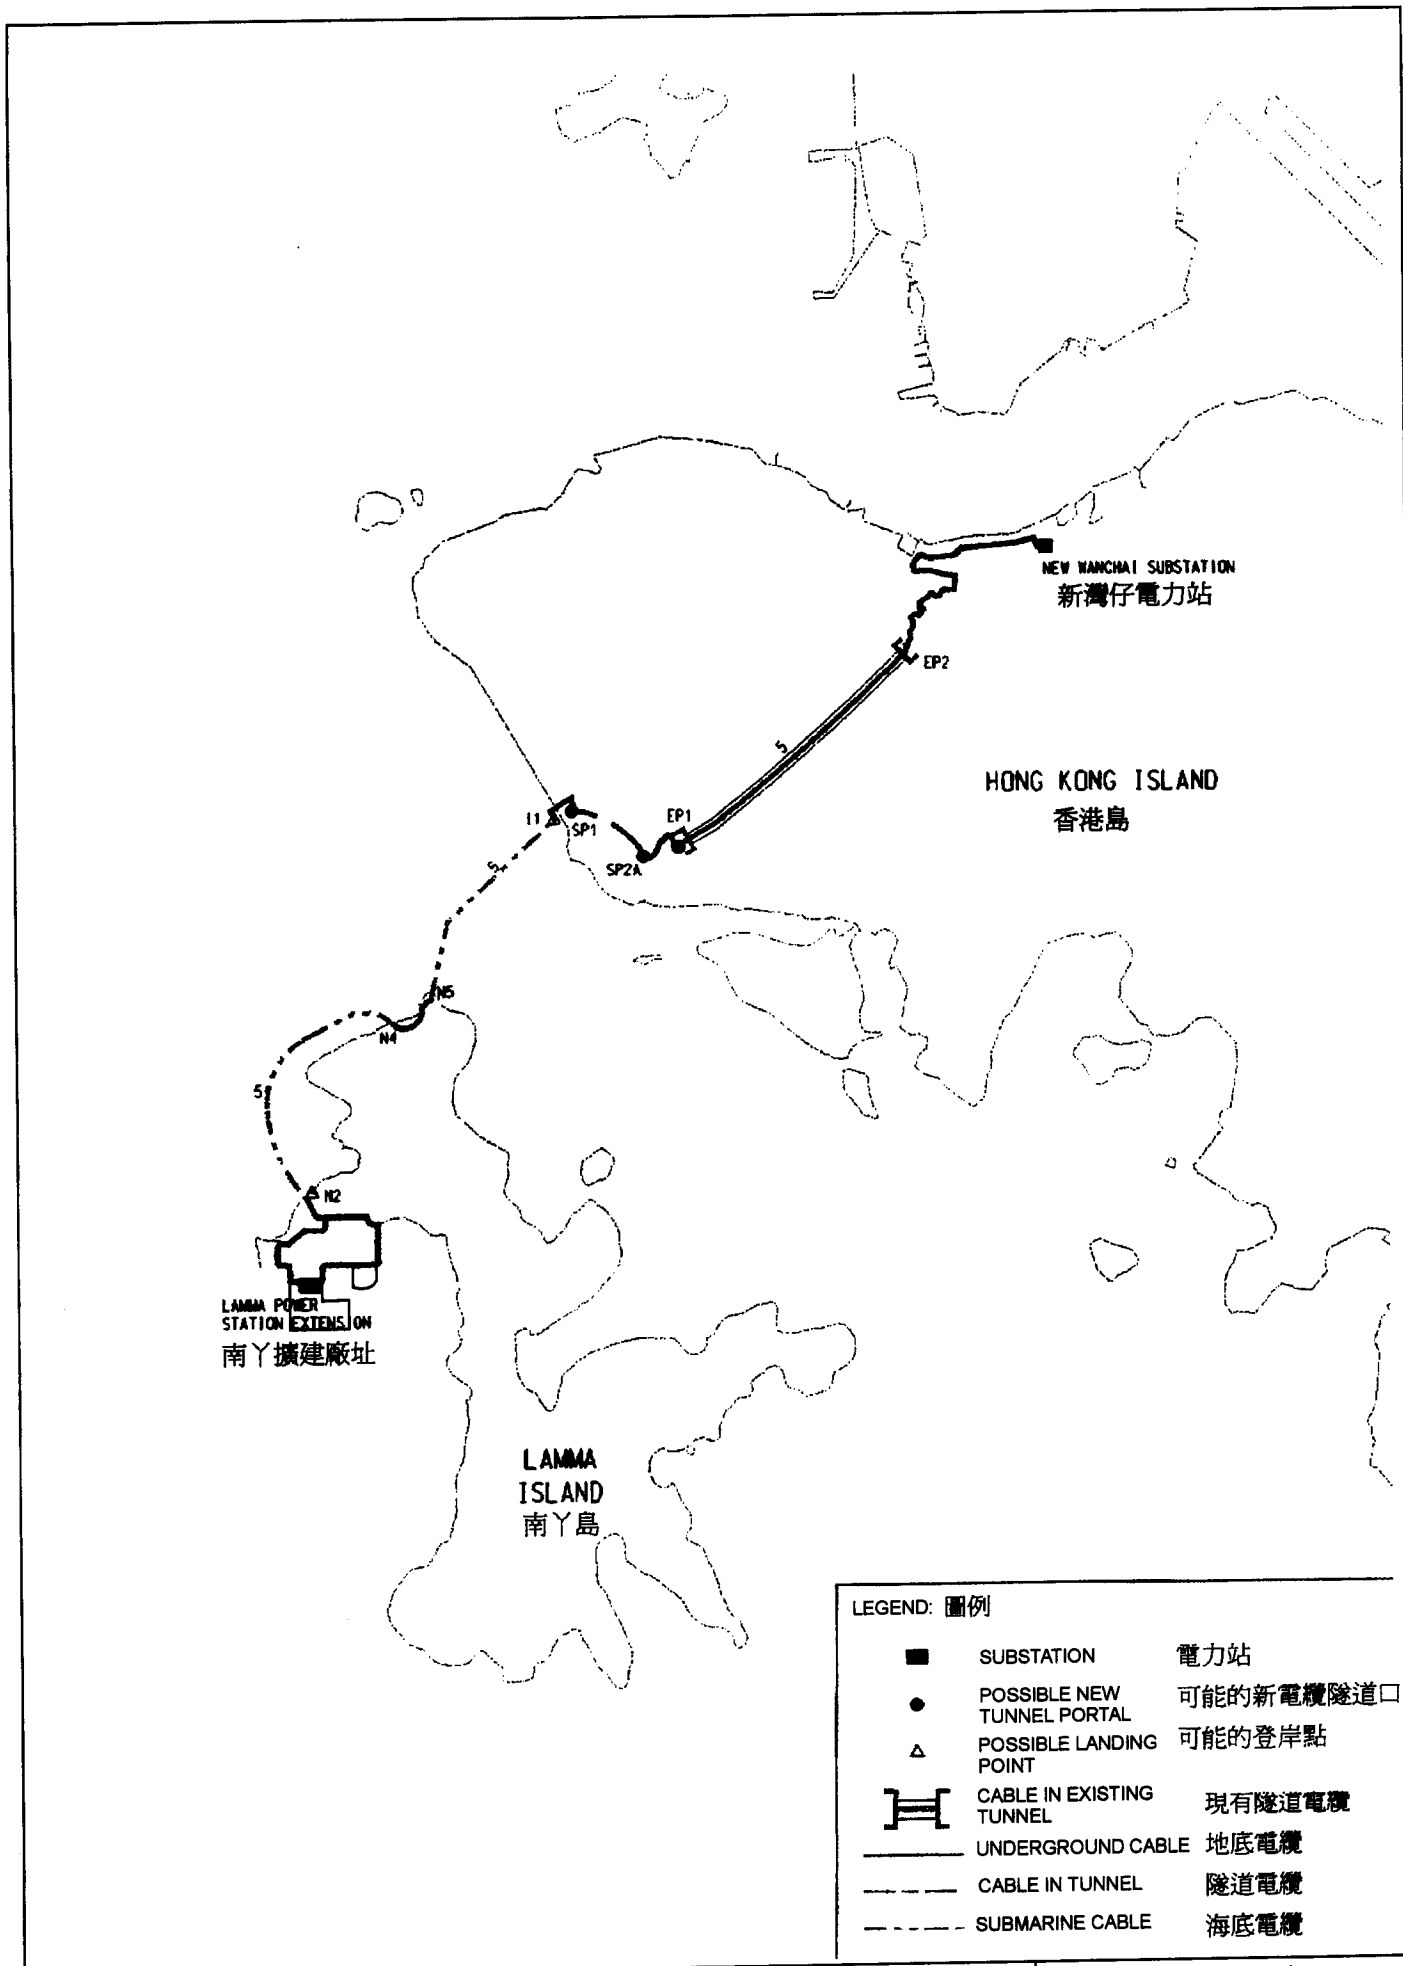 NEW WANCHAI SUBSTATION
新灣仔電力站
EP2
5
HONG KONG ISLAND
香港島
I1
SP1
EP1
SP2A
5
N5
N4
5
N2
LAMMA POWER
STATION EXTENS ON
南丫擴建廠址
LAMMA
ISLAND
南丫島
LEGEND: 圖例
SUBSTATION 電力站
POSSIBLE NEW 可能的新電纜隧道口
TUNNEL PORTAL
POSSIBLE LANDING 可能的登岸點
POINT
CABLE IN EXISTING 現有隧道電纜
TUNNEL
UNDERGROUND CABLE 地底電纜
CABLE IN TUNNEL 隧道電纜
SUBMARINE CABLE 海底電纜